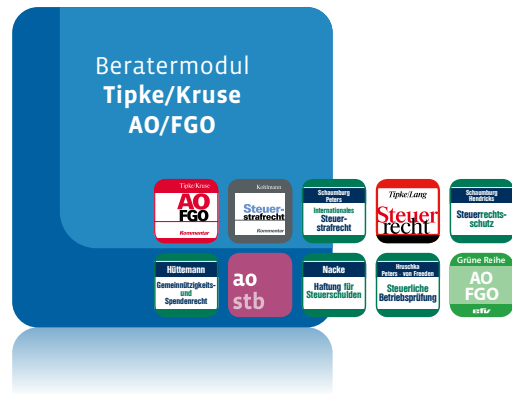 Beratermodul
Tipke/Kruse
AO/FGO
Tipke/Kruse
AO
FGO
Kommentar
Kohlmann
Steuer-
strafrecht
Kommentar
Schaumburg
Peters
Internationales
Steuer-
strafrecht
Tipke/Lang
Steuer
recht
Schaumburg
Hendricks
Steuerrechts-
schutz
Hüttemann
Gemeinnützigkeits-
und
Spendenrecht
ao
stb
Nacke
Haftung für
Steuerschulden
Hruschka
Peters · von Freeden
Steuerliche
Betriebsprüfung
Grüne Reihe
AO
FGO
efv